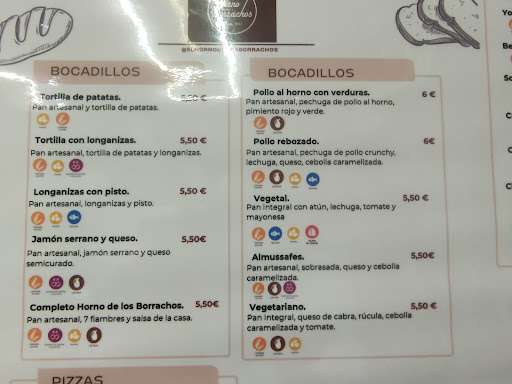 Horno
Borrachos
@ELHORNODELOSBORRACHOS
BOCADILLOS
Tortilla de patatas. 5,50 €
Pan artesanal y tortilla de patatas.
Tortilla con longanizas. 5,50 €
Pan artesanal, tortilla de patatas y longanizas.
Longanizas con pisto. 5,50 €
Pan artesanal, longanizas y pisto.
Jamón serrano y queso. 5,50€
Pan artesanal, jamón serrano y queso
semicurado.
Completo Horno de los Borrachos. 5,50€
Pan artesanal, 7 fiambres y salsa de la casa.
PIZZAS
BOCADILLOS
Pollo al horno con verduras. 6 €
Pan artesanal, pechuga de pollo al horno,
pimiento rojo y verde.
Pollo rebozado. 6€
Pan artesanal, pechuga de pollo crunchy,
lechuga, queso, cebolla caramelizada.
Vegetal. 5,50 €
Pan integral con atún, lechuga, tomate y
mayonesa
Almussafes. 5,50€
Pan artesanal, sobrasada, queso y cebolla
caramelizada.
Vegetariano. 5,50 €
Pan integral, queso de cabra, rúcula, cebolla
caramelizada y tomate.